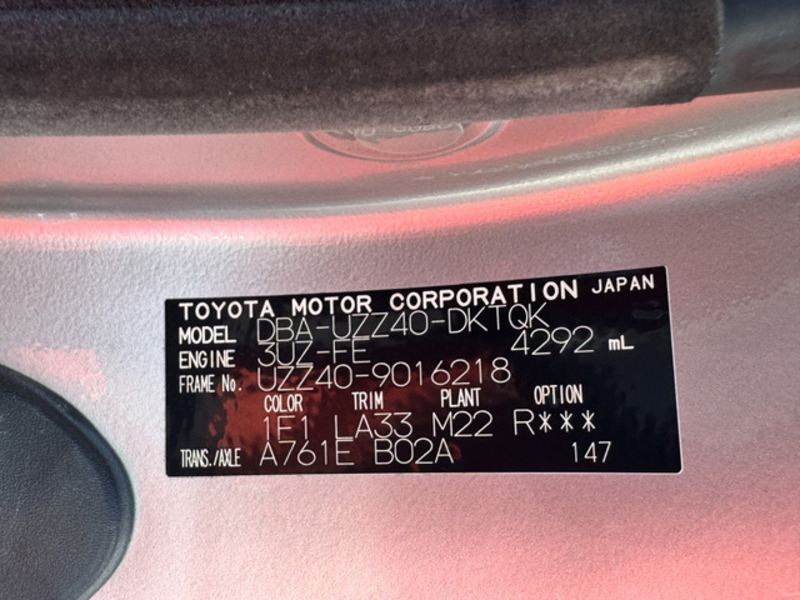 TOYOTA MOTOR CORPORATION JAPAN
MODEL DBA-UZZ40-DKTQK
ENGINE 3UZ-FE 4292 mL
FRAME No. UZZ40-9016218
COLOR TRIM PLANT OPTION
1E1 LA33 M22 R***
TRANS./AXLE A761E B02A 147